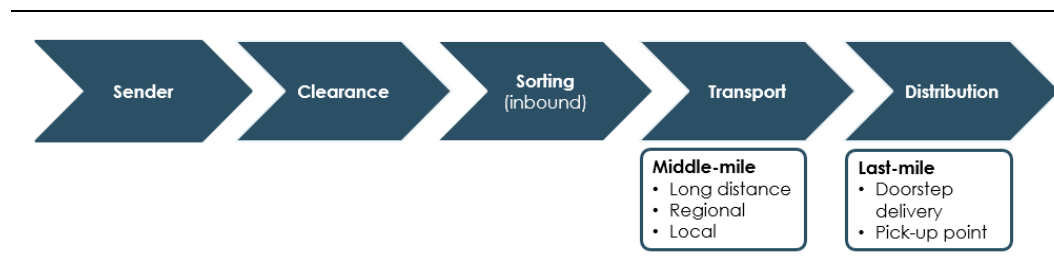 Sender
Clearance
Sorting
(inbound)
Transport
Distribution
Middle-mile
• Long distance
• Regional
• Local
Last-mile
• Doorstep
delivery
• Pick-up point